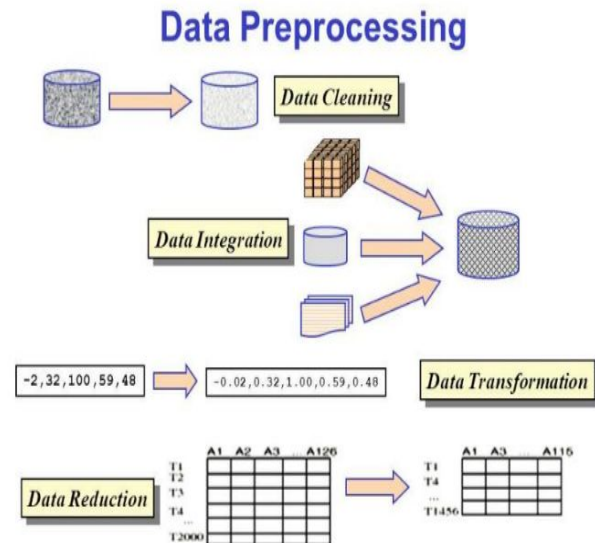 Data Preprocessing
Data Cleaning
Data Integration
-2,32,100,59,48
-0.02,0.32,1.00,0.59,0.48
Data Transformation
Data Reduction
A1 A2 A3 ... A126
T1
T2
T3
T4
...
T2000
A1 A3 ... A115
T1
T4
...
T1456